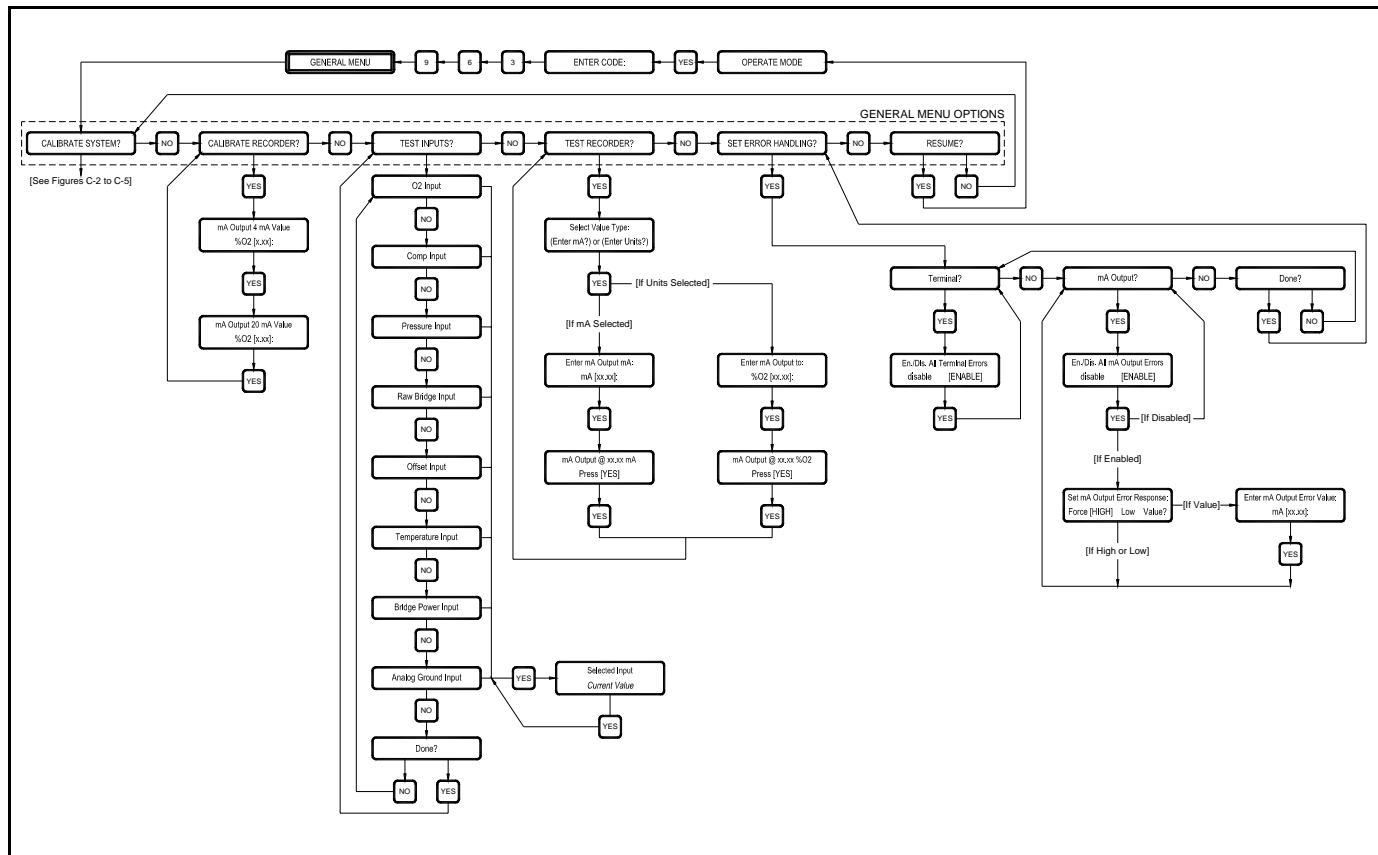 GENERAL MENU
9
6
3
ENTER CODE:
YES
OPERATE MODE
GENERAL MENU OPTIONS
CALIBRATE SYSTEM?
NO
CALIBRATE RECORDER?
NO
TEST INPUTS?
NO
TEST RECORDER?
NO
SET ERROR HANDLING?
NO
RESUME?
YES
NO
[See Figures C-2 to C-5]
YES
mA Output 4 mA Value
%O2 [x.xx]:
YES
mA Output 20 mA Value
%O2 [x.xx]:
YES
O2 Input
NO
Comp Input
NO
Pressure Input
NO
Raw Bridge Input
NO
Offset Input
NO
Temperature Input
NO
Bridge Power Input
NO
Analog Ground Input
YES
Selected Input
Current Value
YES
NO
Done?
NO
YES
YES
Select Value Type:
(Enter mA?) or (Enter Units?)
YES
[If Units Selected]
[If mA Selected]
Enter mA Output mA:
mA [xx.xx]:
YES
mA Output @ xx.xx mA
Press [YES]
YES
Enter mA Output to:
%O2 [xx.xx]:
YES
mA Output @ xx.xx %O2
Press [YES]
YES
YES
Terminal?
NO
mA Output?
NO
Done?
YES
NO
YES
En./Dis. All Terminal Errors
disable [ENABLE]
YES
YES
En./Dis. All mA Output Errors
disable [ENABLE]
YES
[If Disabled]
[If Enabled]
Set mA Output Error Response:
Force [HIGH] Low Value?
[If Value]
Enter mA Output Error Value:
mA [xx.xx]:
YES
[If High or Low]